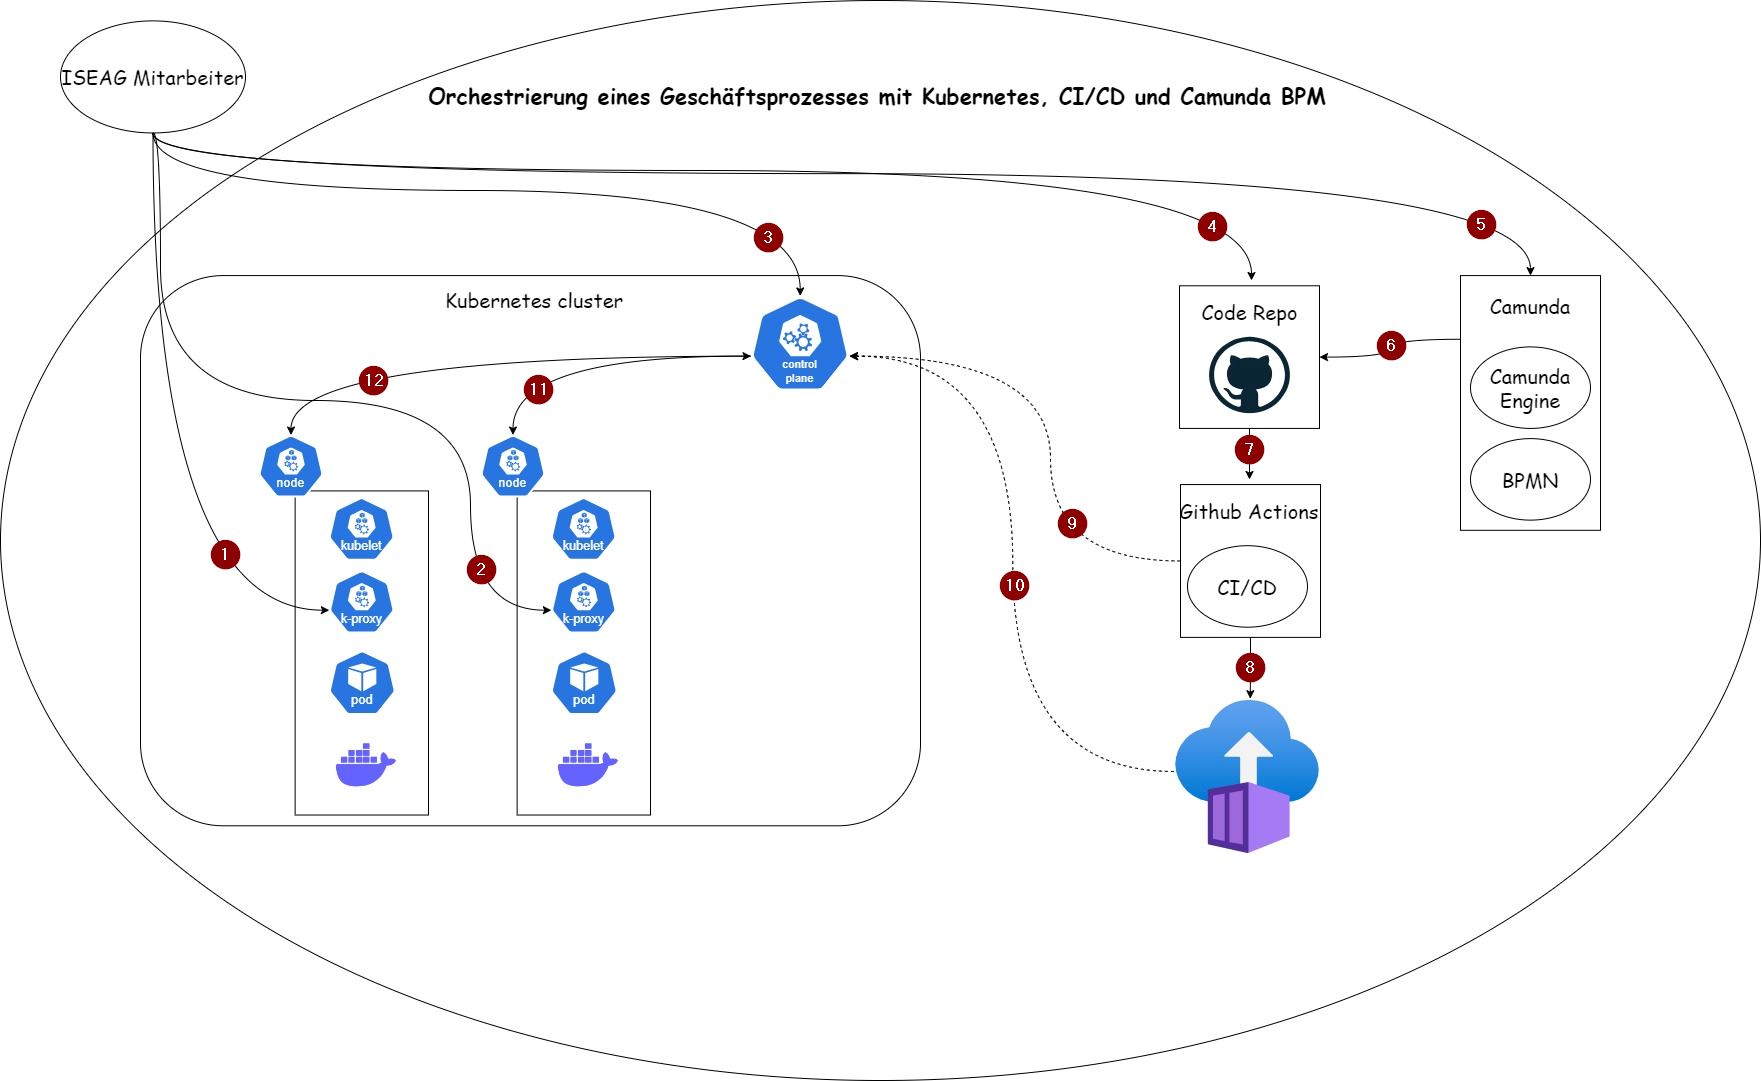 ISEAG Mitarbeiter
Orchestrierung eines Geschäftsprozesses mit Kubernetes, CI/CD und Camunda BPM
3
4
5
Kubernetes cluster
control
plane
Code Repo
Camunda
6
12
11
Camunda
Engine
7
node
node
BPMN
Github Actions
9
kubelet
kubelet
1
2
10
CI/CD
k-proxy
k-proxy
8
pod
pod